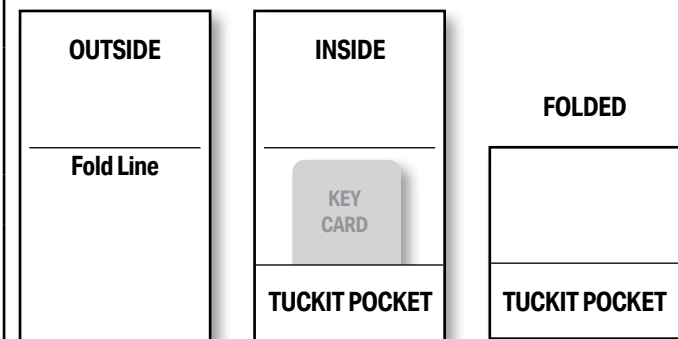 OUTSIDE
Fold Line
INSIDE
KEY
CARD
TUCKIT POCKET
FOLDED
TUCKIT POCKET